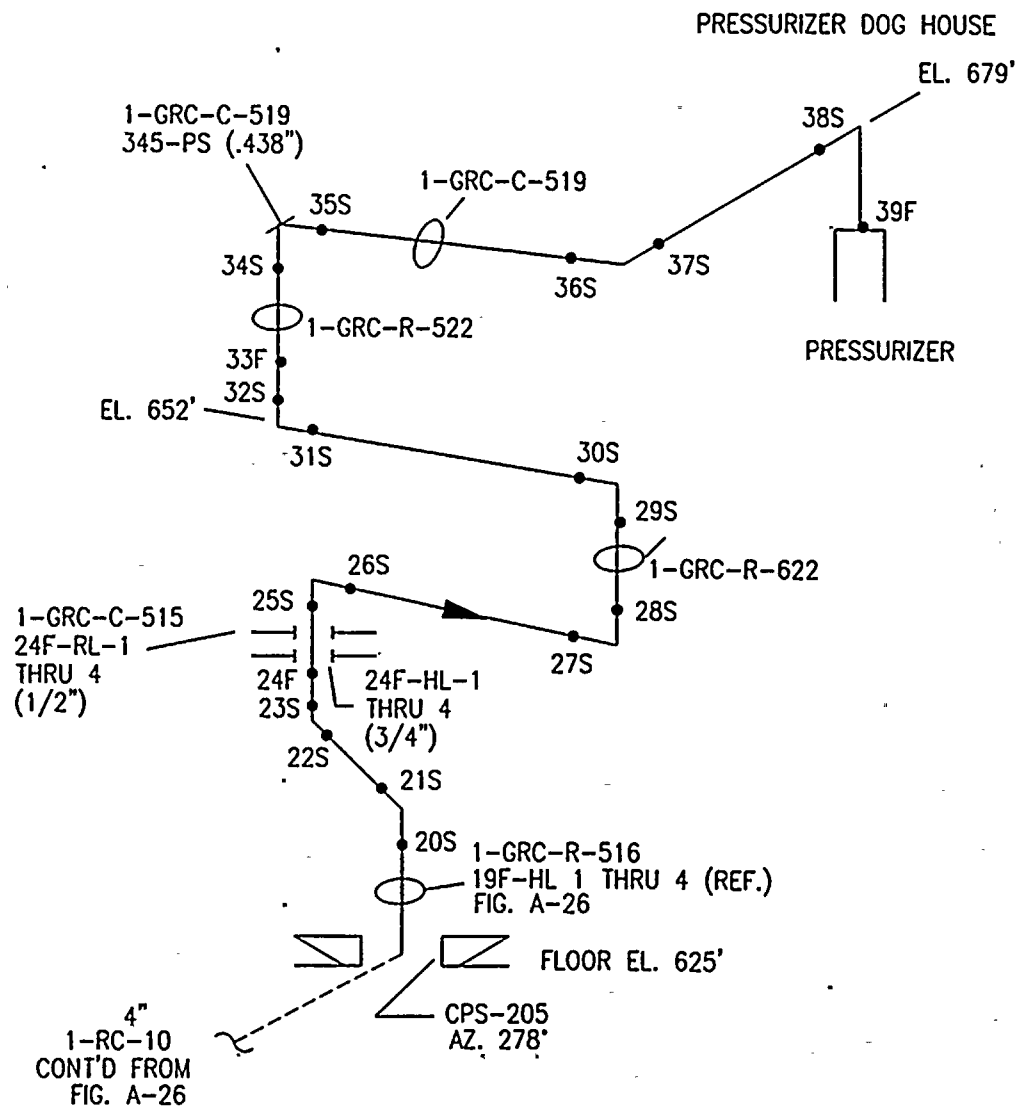 PRESSURIZER DOG HOUSE
EL. 679'
1-GRC-C-519
345-PS (.438")
38S
1-GRC-C-519
35S
39F
34S
36S
37S
1-GRC-R-522
PRESSURIZER
33F
32S
EL. 652'
31S
30S
29S
26S
1-GRC-R-622
25S
28S
1-GRC-C-515
24F-RL-1
THRU 4
(1/2")
27S
24F
24F-HL-1
THRU 4
(3/4")
23S
22S
21S
20S
1-GRC-R-516
19F-HL 1 THRU 4 (REF.)
FIG. A-26
FLOOR EL. 625'
4"
1-RC-10
CONT'D FROM
FIG. A-26
CPS-205
AZ. 278°